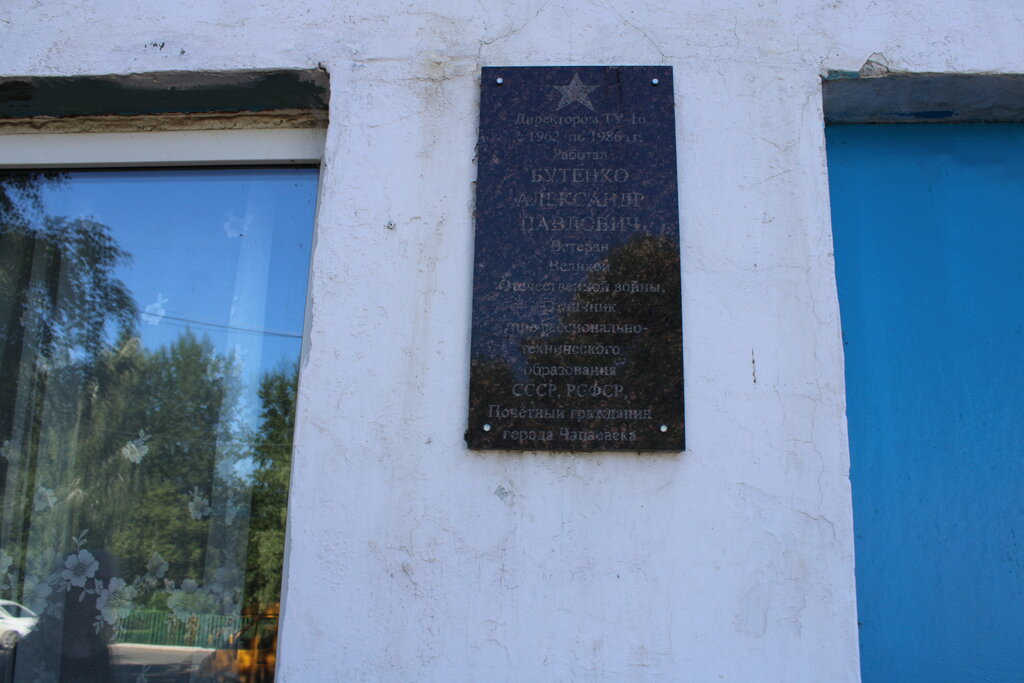 Директором ТУ-16
с 1962 по 1986 гг.
Работал
БУТЕНКО
АЛЕКСАНДР
ПАВЛОВИЧ,
Ветеран
Великой
Отечественной войны,
Отличник
профессионально-
технического
образования
СССР, РСФСР,
Почётный гражданин
города Чапаевска